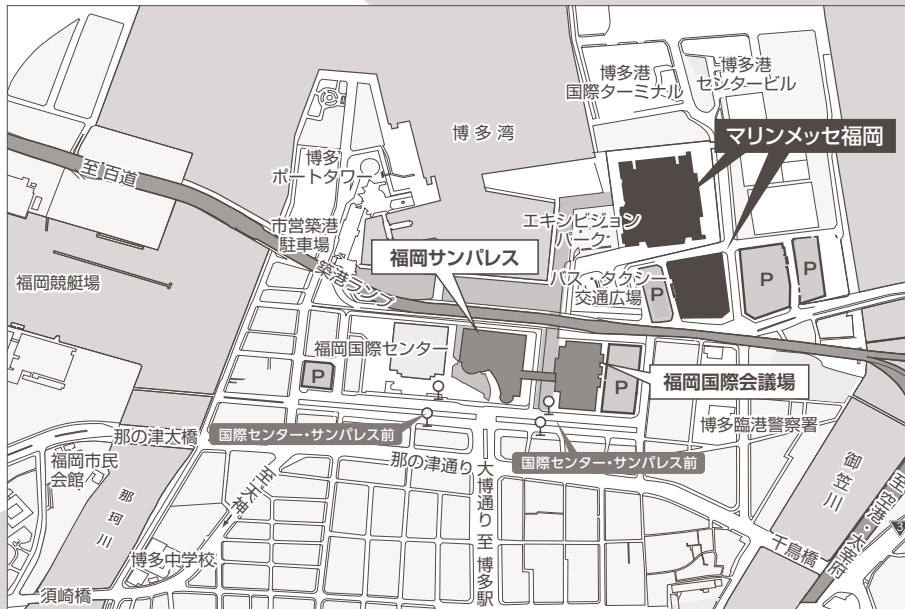 博多港
国際ターミナル
博多港
センタービル
博多湾
マリンメッセ福岡
至百道
博多
ポートタワー
市営築港
駐車場
エキシビジョン
パーク
福岡サンパレス
築港ランプ
バス・タクシー
交通広場
福岡競艇場
P
P
P
福岡国際センター
P
P
福岡国際会議場
博多臨港警察署
国際センター・サンパレス前
国際センター・サンパレス前
那の津大橋
那の津通り
福岡市民
会館
至天神
大博通り 至 博多駅
那珂川
御笠川
至空港・太宰府
千鳥橋
博多中学校
須崎橋
3